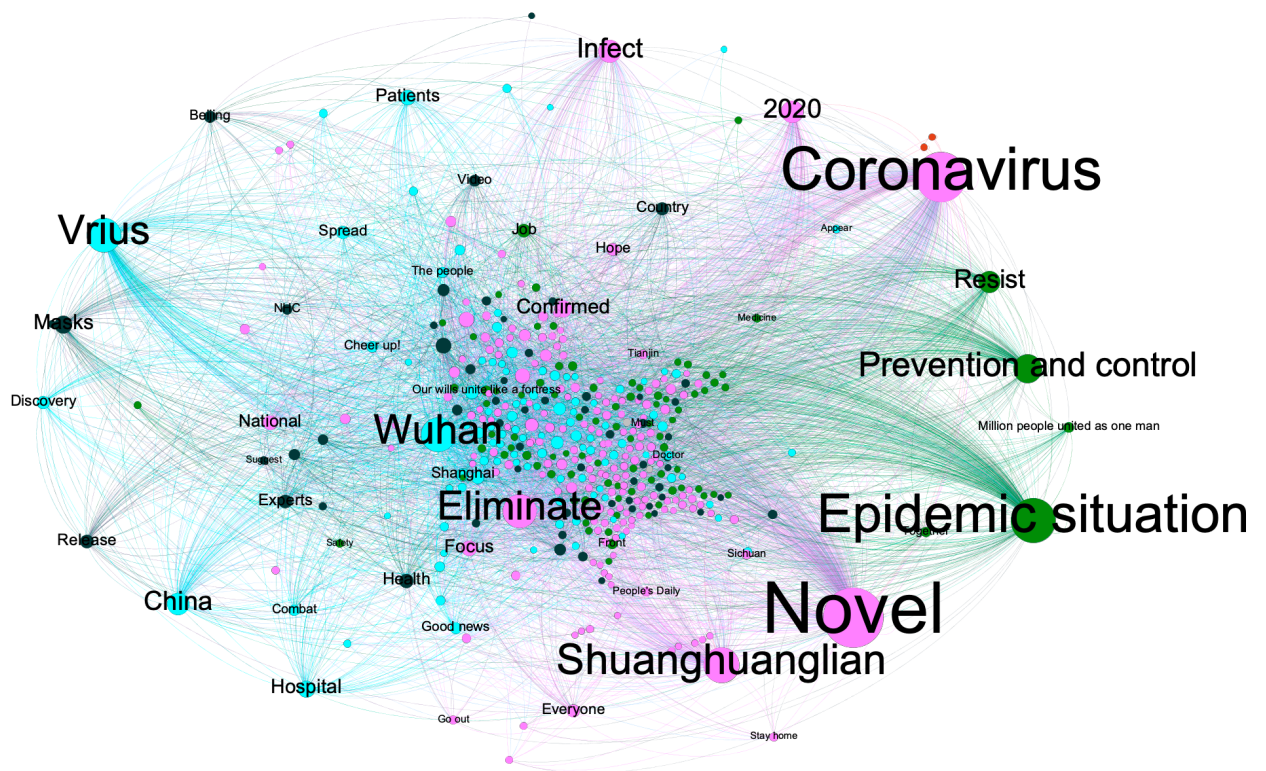 Infect
Patients
2020
Beijing
Coronavirus
Video
Country
Vrius
Spread
Job
Appear
Hope
The people
Resist
NHC
Confirmed
Masks
Medicine
Cheer up!
Tianjin
Prevention and control
Our wills unite like a fortress
Discovery
National
Wuhan
Must
Million people united as one man
Suggest
Doctor
Shanghai
Experts
Eliminate
Epidemic situation
Together
Release
Safety
Focus
Front
Sichuan
Health
People's Daily
China
Combat
Novel
Good news
Shuanghuanglian
Hospital
Everyone
Go out
Stay home